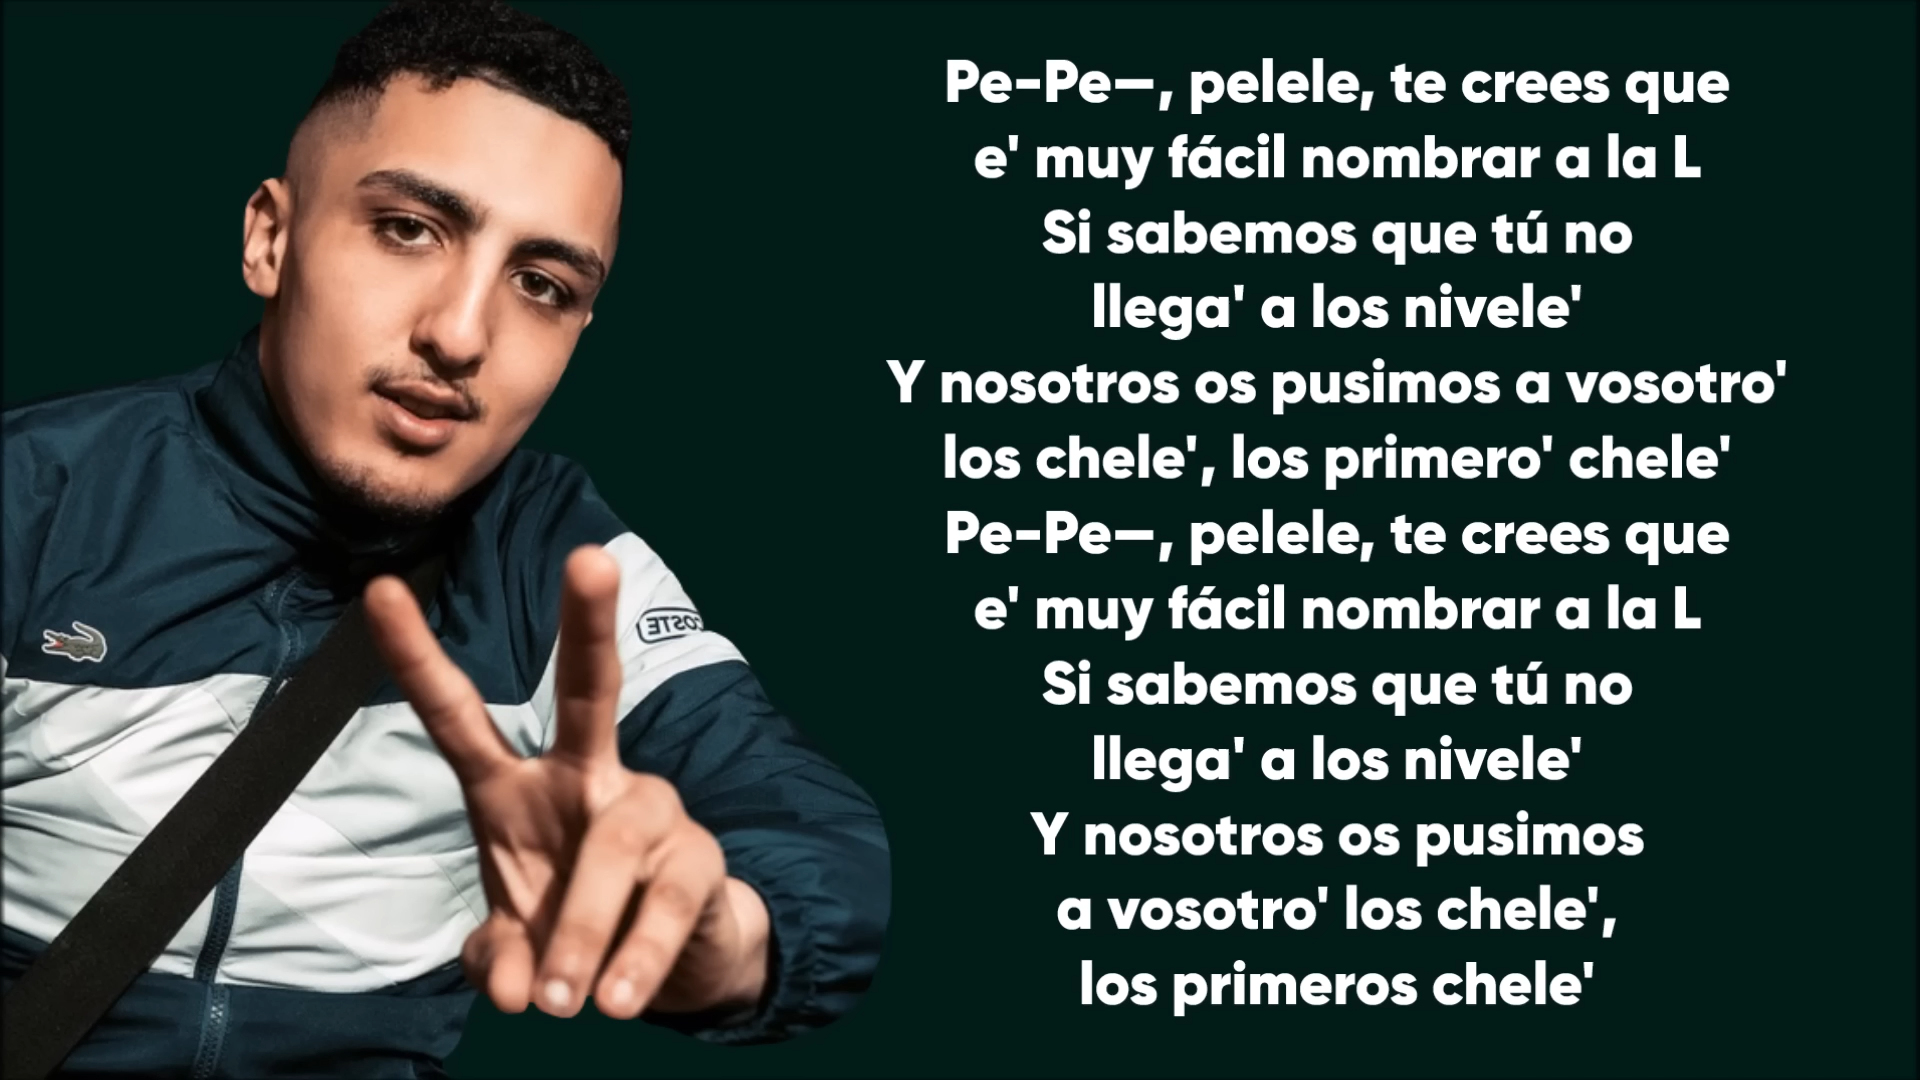 Pe-Pe—, pelele, te crees que
e' muy fácil nombrar a la L
Si sabemos que tú no
llega' a los nivele'
Y nosotros os pusimos a vosotro'
los chele', los primero' chele'
Pe-Pe—, pelele, te crees que
e' muy fácil nombrar a la L
Si sabemos que tú no
llega' a los nivele'
Y nosotros os pusimos
a vosotro' los chele',
los primeros chele'
COSTE